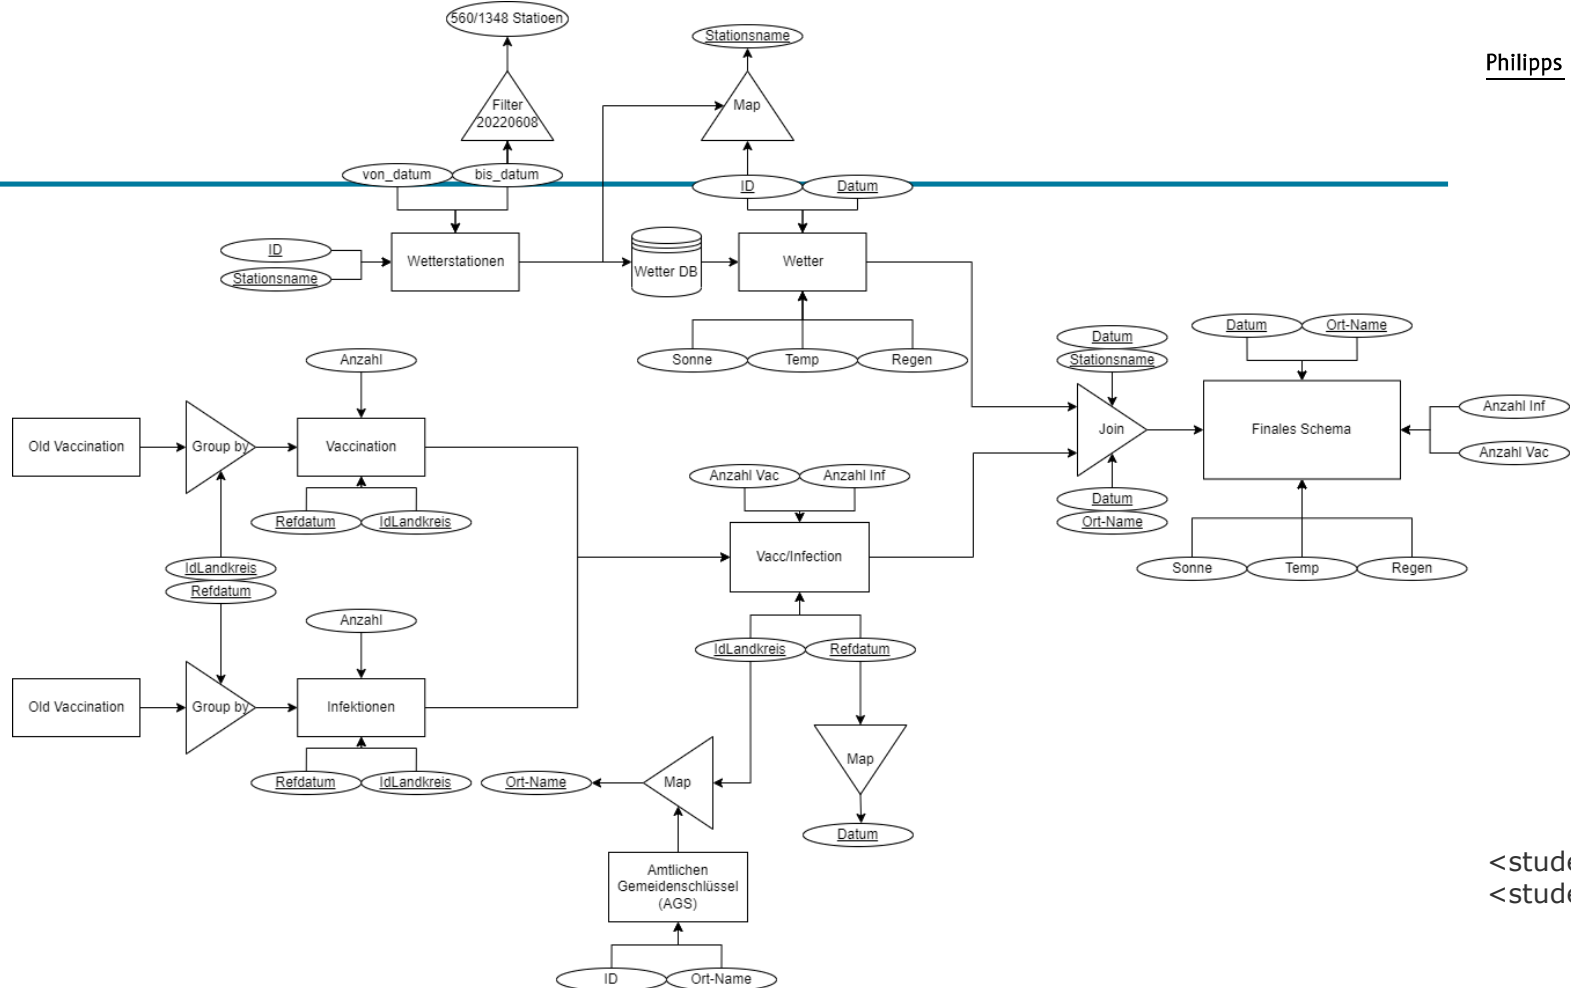 560/1348 Statioen
Stationsname
Philipps
Filter
20220608
Map
von_datum
bis_datum
ID
Datum
ID
Stationsname
Wetterstationen
Wetter DB
Wetter
Sonne
Temp
Regen
Datum
Stationsname
Datum
Ort-Name
Anzahl
Old Vaccination
Group by
Vaccination
Join
Finales Schema
Anzahl Inf
Anzahl Vac
Refdatum
IdLandkreis
Anzahl Vac
Anzahl Inf
Datum
Ort-Name
Vacc/Infection
Sonne
Temp
Regen
IdLandkreis
Refdatum
Anzahl
IdLandkreis
Refdatum
Old Vaccination
Group by
Infektionen
Refdatum
IdLandkreis
Ort-Name
Map
Map
Datum
Amtlichen
Gemeidenschlüssel
(AGS)
ID
Ort-Name
<stude
<stude